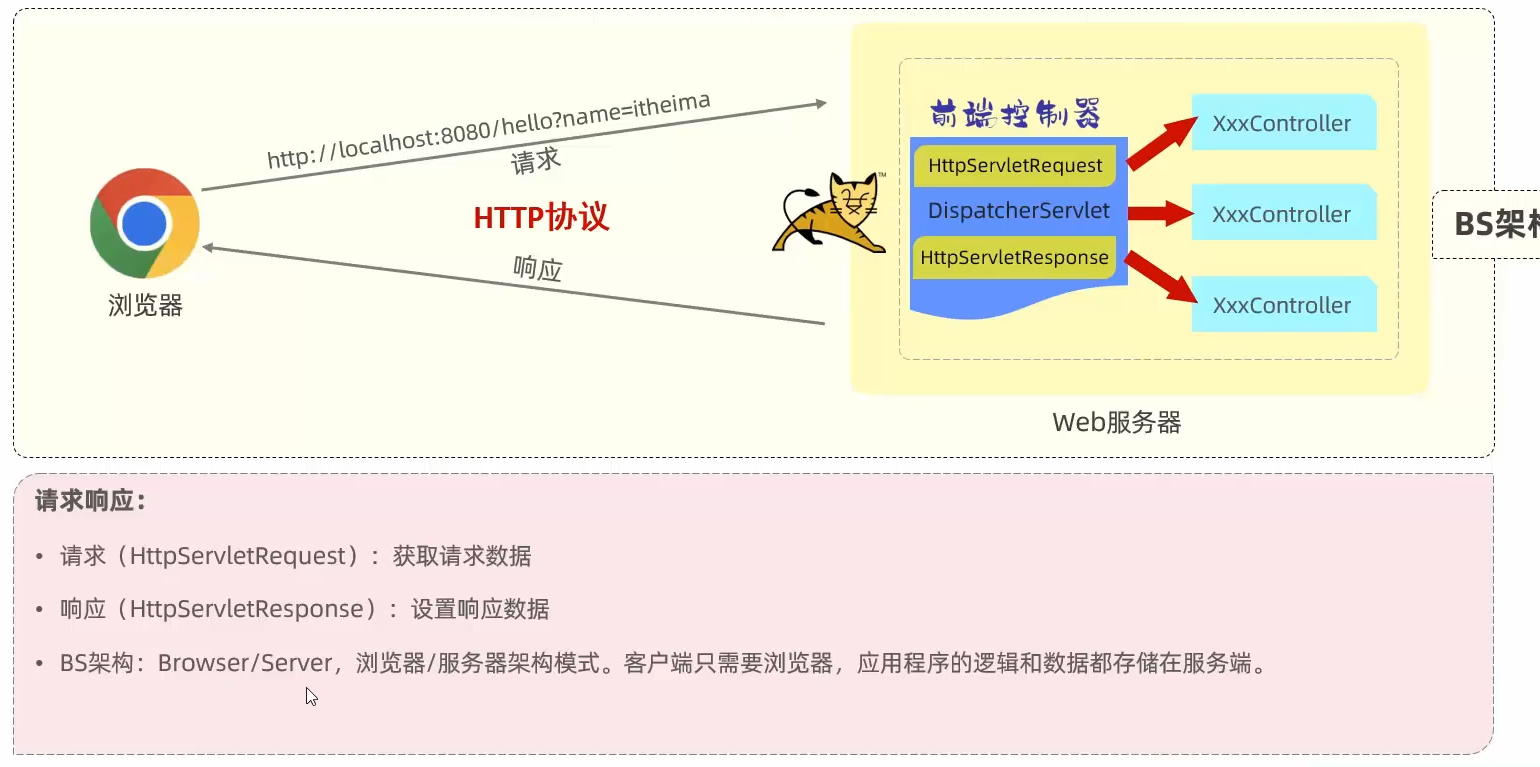 http://localhost:8080/hello?name=itheima
请求
HTTP协议
响应
浏览器
前端控制器
HttpServletRequest
DispatcherServlet
HttpServletResponse
XxxController
XxxController
XxxController
TM
Web服务器
BS架构
请求响应:
• 请求（HttpServletRequest）：获取请求数据
• 响应（HttpServletResponse）：设置响应数据
• BS架构：Browser/Server，浏览器/服务器架构模式。客户端只需要浏览器，应用程序的逻辑和数据都存储在服务端。